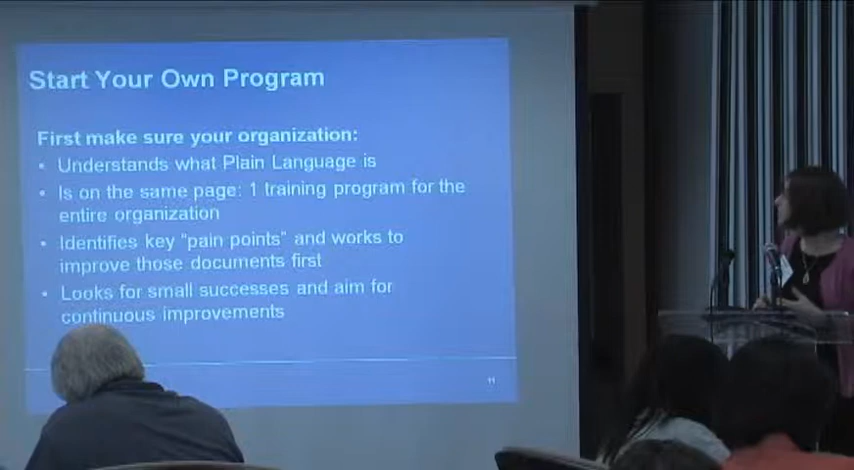 Start Your Own Program
First make sure your organization:
• Understands what Plain Language is
• Is on the same page: 1 training program for the
entire organization
• Identifies key "pain points" and works to
improve those documents first
• Looks for small successes and aim for
continuous improvements
11